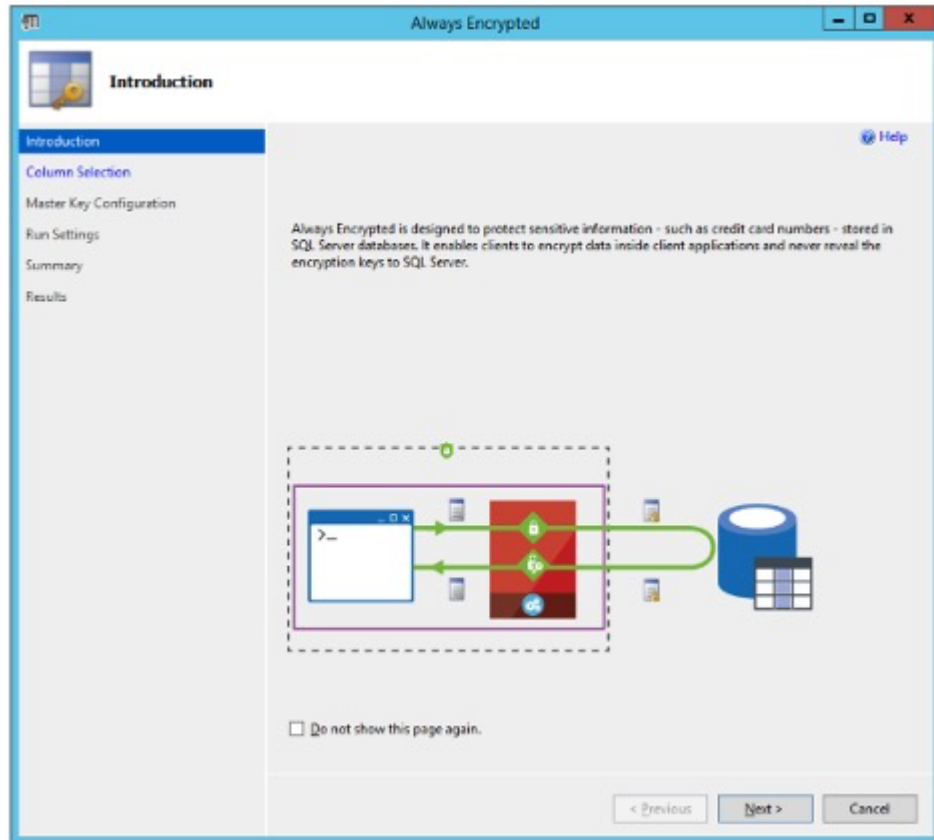 Always Encrypted
Introduction
Introduction
Column Selection
Master Key Configuration
Run Settings
Summary
Results
Help
Always Encrypted is designed to protect sensitive information - such as credit card numbers - stored in
SQL Server databases. It enables clients to encrypt data inside client applications and never reveal the
encryption keys to SQL Server.
>_
Do not show this page again.
< Previous
Next >
Cancel